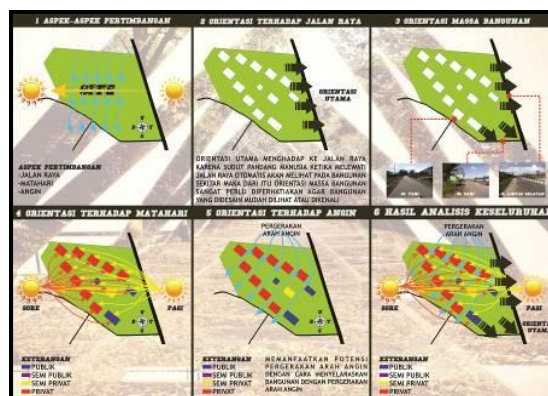 1 ASPEK-ASPEK PERTIMBANGAN
SITE
ASPEK PERTIMBANGAN
-JALAN RAYA
-MATAHARI
-ANGIN
2 ORIENTASI TERHADAP JALAN RAYA
ORIENTASI
UTAMA
ORIENTASI UTAMA MENGHADAP KE JALAN RAYA
KARENA SUDUT PANDANG MANUSIA KETIKA MELEWATI
JALAN RAYA OTOMATIS AKAN MELIHAT PADA BANGUNAN
SEKITAR MAKA DARI ITU ORIENTASI MASSA BANGUNAN
SANGAT PERLU DIPERHATIKAN AGAR BANGUNAN
YANG DIDESAIN MUDAH DILIHAT ATAU DIKENALI
3 ORIENTASI MASSA BANGUNAN
4 ORIENTASI TERHADAP MATAHARI
SORE
PAGI
KETERANGAN
PUBLIK
SEMI PUBLIK
SEMI PRIVAT
PRIVAT
5 ORIENTASI TERHADAP ANGIN
PERGERAKAN
ARAH ANGIN
KETERANGAN
PUBLIK
SEMI PUBLIK
SEMI PRIVAT
PRIVAT
MEMANFAATKAN POTENSI
PERGERAKAN ARAH ANGIN
DENGAN CARA MENYELARASKAN
BANGUNAN DENGAN PERGERAKAN
ARAH ANGIN
6 HASIL ANALISIS KESELURUHAN
PERGERAKAN
ARAH ANGIN
SORE
PAGI
ORIENTASI
UTAMA
KETERANGAN
PUBLIK
SEMI PUBLIK
SEMI PRIVAT
PRIVAT